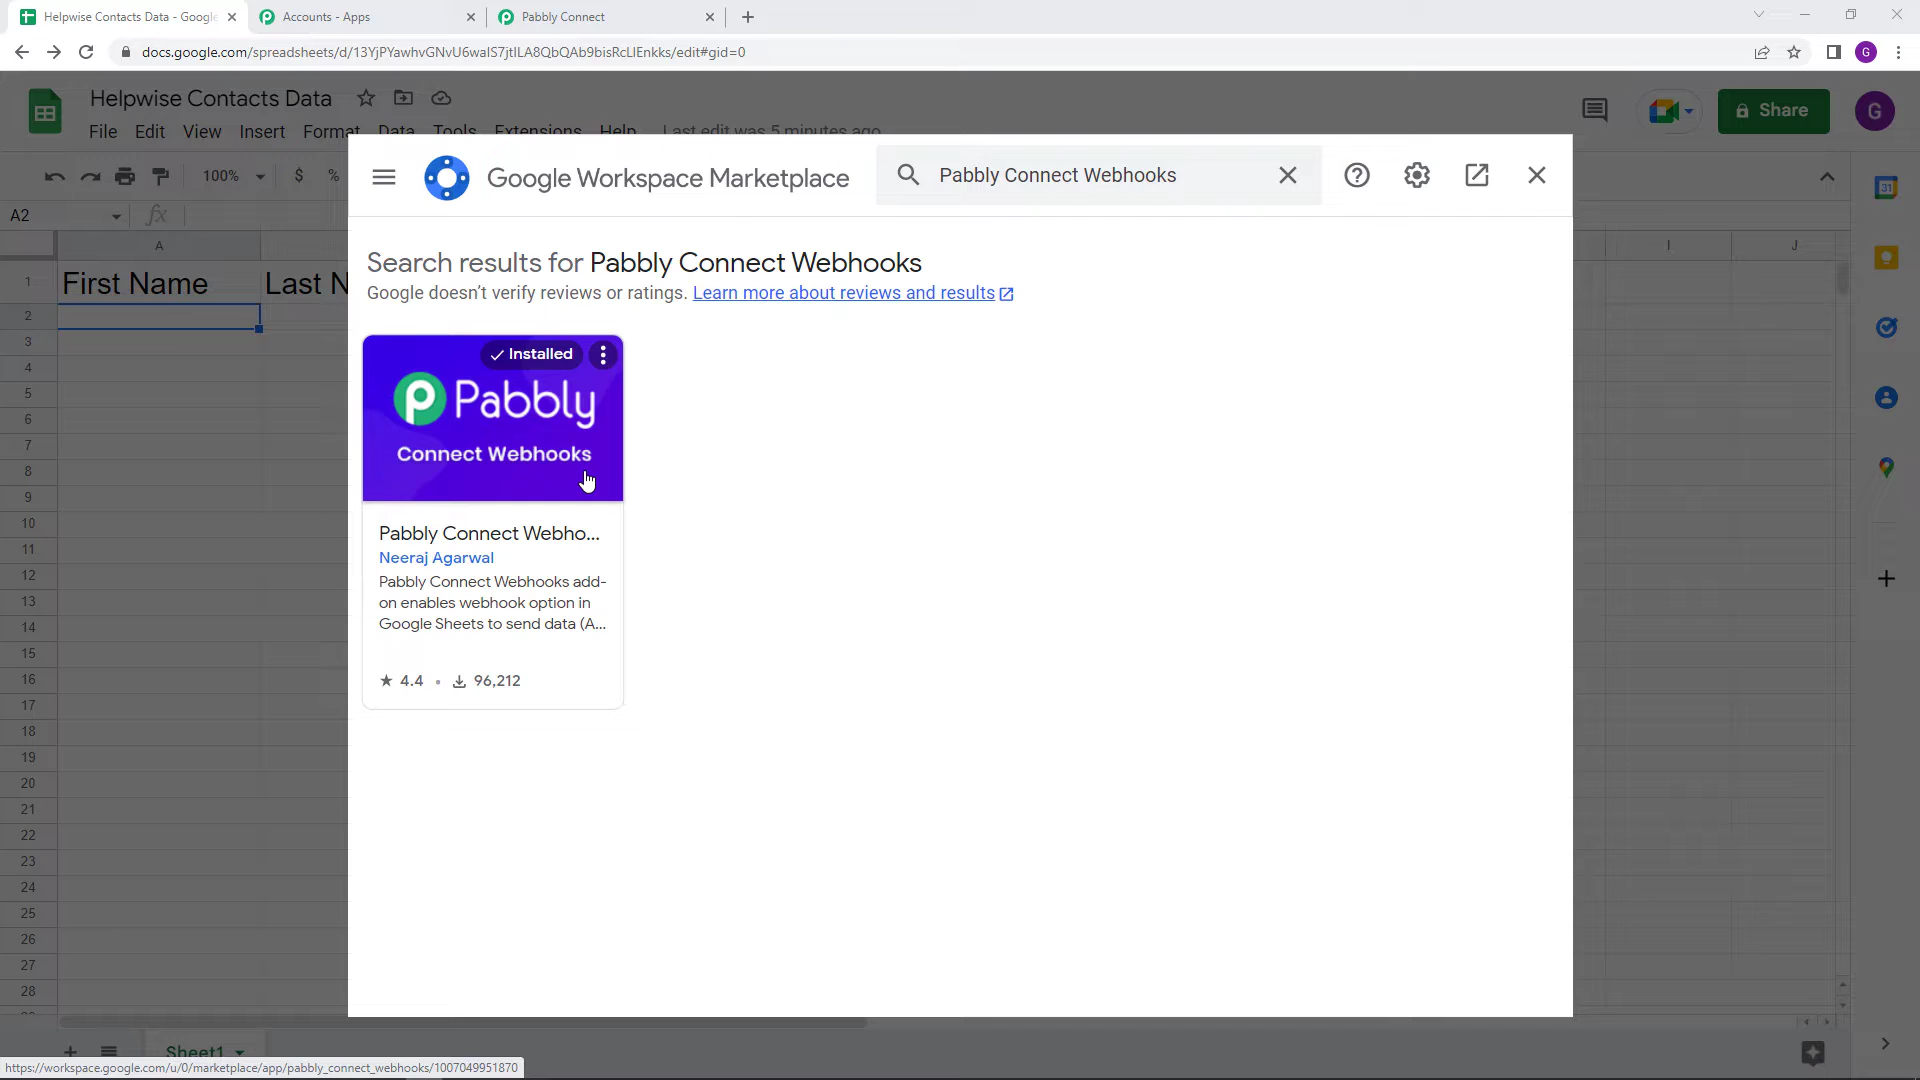 Helpwise Contacts Data - Google
Accounts - Apps
Pabbly Connect
docs.google.com/spreadsheets/d/13YjPYawhvGNvU6waIS7jtILA8QbQAb9bisRcLIEnkks/edit#gid=0
G
Helpwise Contacts Data
File Edit View Insert Format Data Tools Extensions Help Last edit was 5 minutes ago
Share
G
100% $ %
A2
fx
Google Workspace Marketplace
Pabbly Connect Webhooks
31
A I J
1 First Name Last N
2
3
4
5
6
7
8
9
10
11
12
13
14
15
16
17
18
19
20
21
22
23
24
25
26
27
28
Search results for Pabbly Connect Webhooks
Google doesn’t verify reviews or ratings. Learn more about reviews and results
Installed
Pabbly
Connect Webhooks
Pabbly Connect Webho...
Neeraj Agarwal
Pabbly Connect Webhooks add-
on enables webhook option in
Google Sheets to send data (A...
4.4 • 96,212
Sheet1
https://workspace.google.com/u/0/marketplace/app/pabbly_connect_webhooks/1007049951870